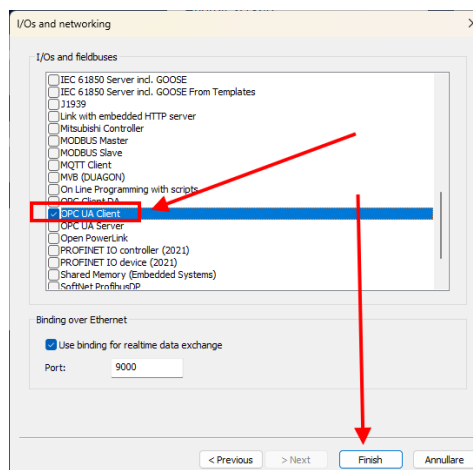 I/Os and networking
I/Os and fieldbuses
IEC 61850 Server incl. GOOSE
IEC 61850 Server incl. GOOSE From Templates
J1939
Link with embedded HTTP server
Mitsubishi Controller
MODBUS Master
MODBUS Slave
MQTT Client
MVB (DUAGON)
On Line Programming with scripts
OPC Client DA
OPC UA Client
OPC UA Server
Open PowerLink
PROFINET IO controller (2021)
PROFINET IO device (2021)
Shared Memory (Embedded Systems)
SoftNet ProfibusDP
Binding over Ethernet
Use binding for realtime data exchange
Port: 9000
< Previous > Next Finish Annullare